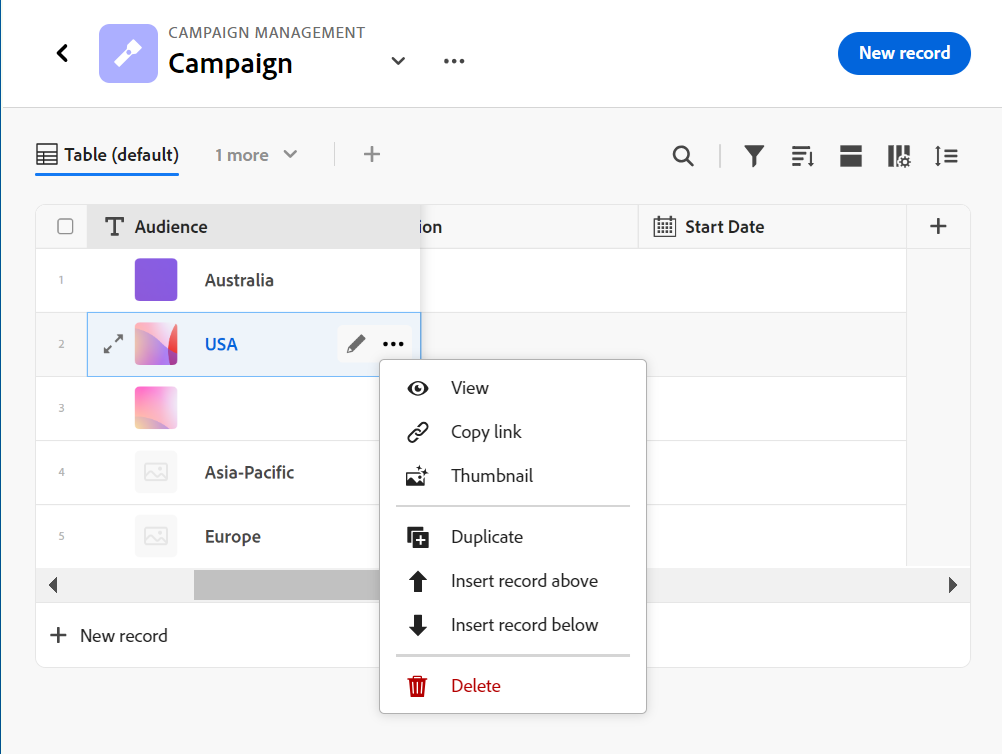 CAMPAIGN MANAGEMENT
Campaign
New record
Table (default)
1 more
Audience
ion
Start Date
1
Australia
2
USA
3
4
Asia-Pacific
5
Europe
View
Copy link
Thumbnail
Duplicate
Insert record above
Insert record below
Delete
New record